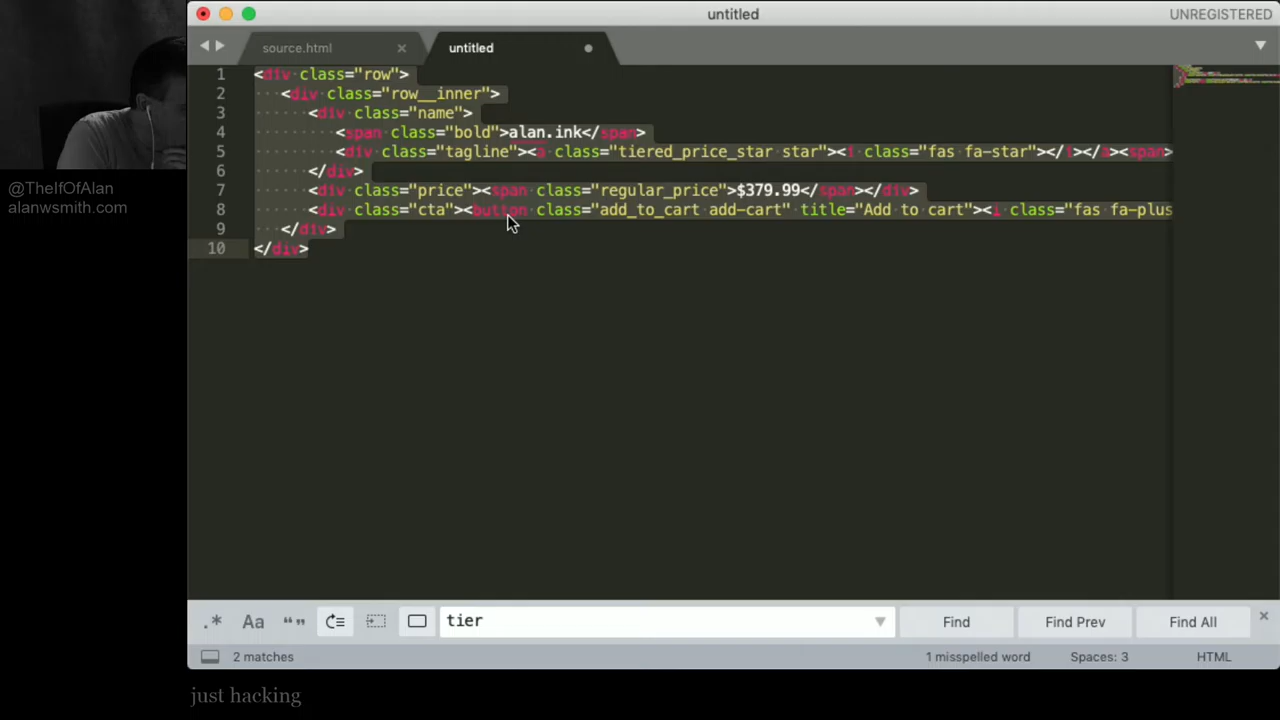 untitled
UNREGISTERED
source.html
untitled
1 <div class="row">
2 <div class="row__inner">
3 <div class="name">
4 <span class="bold">alan.ink</span>
5 <div class="tagline"><a class="tiered_price_star star"><i class="fas fa-star"></i></a><span>
6 </div>
7 <div class="price"><span class="regular_price">$379.99</span></div>
8 <div class="cta"><button class="add_to_cart add-cart" title="Add to cart"><i class="fas fa-plus
9 </div>
10 </div>
@TheIfOfAlan
alanwsmith.com
.* Aa “” tier Find Find Prev Find All
2 matches 1 misspelled word Spaces: 3 HTML
just hacking